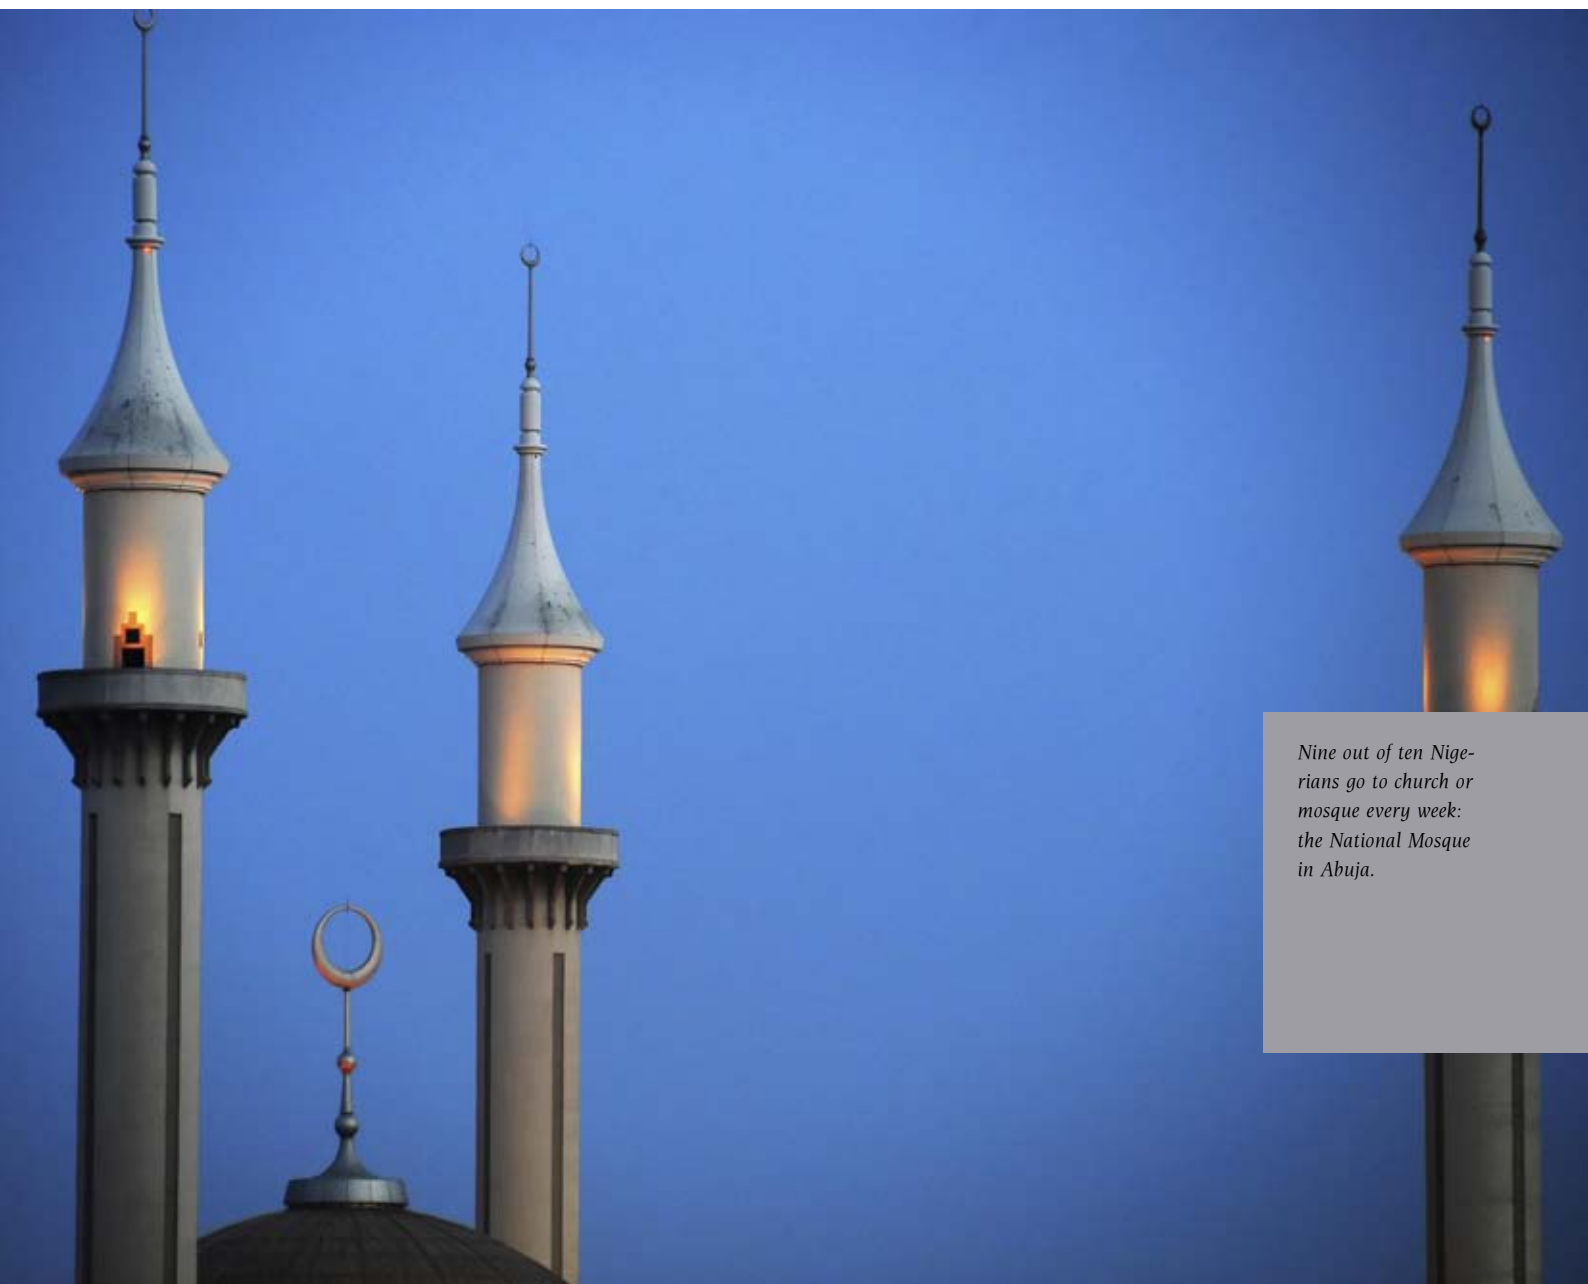 Nine out of ten Nige-
rians go to church or
mosque every week:
the National Mosque
in Abuja.